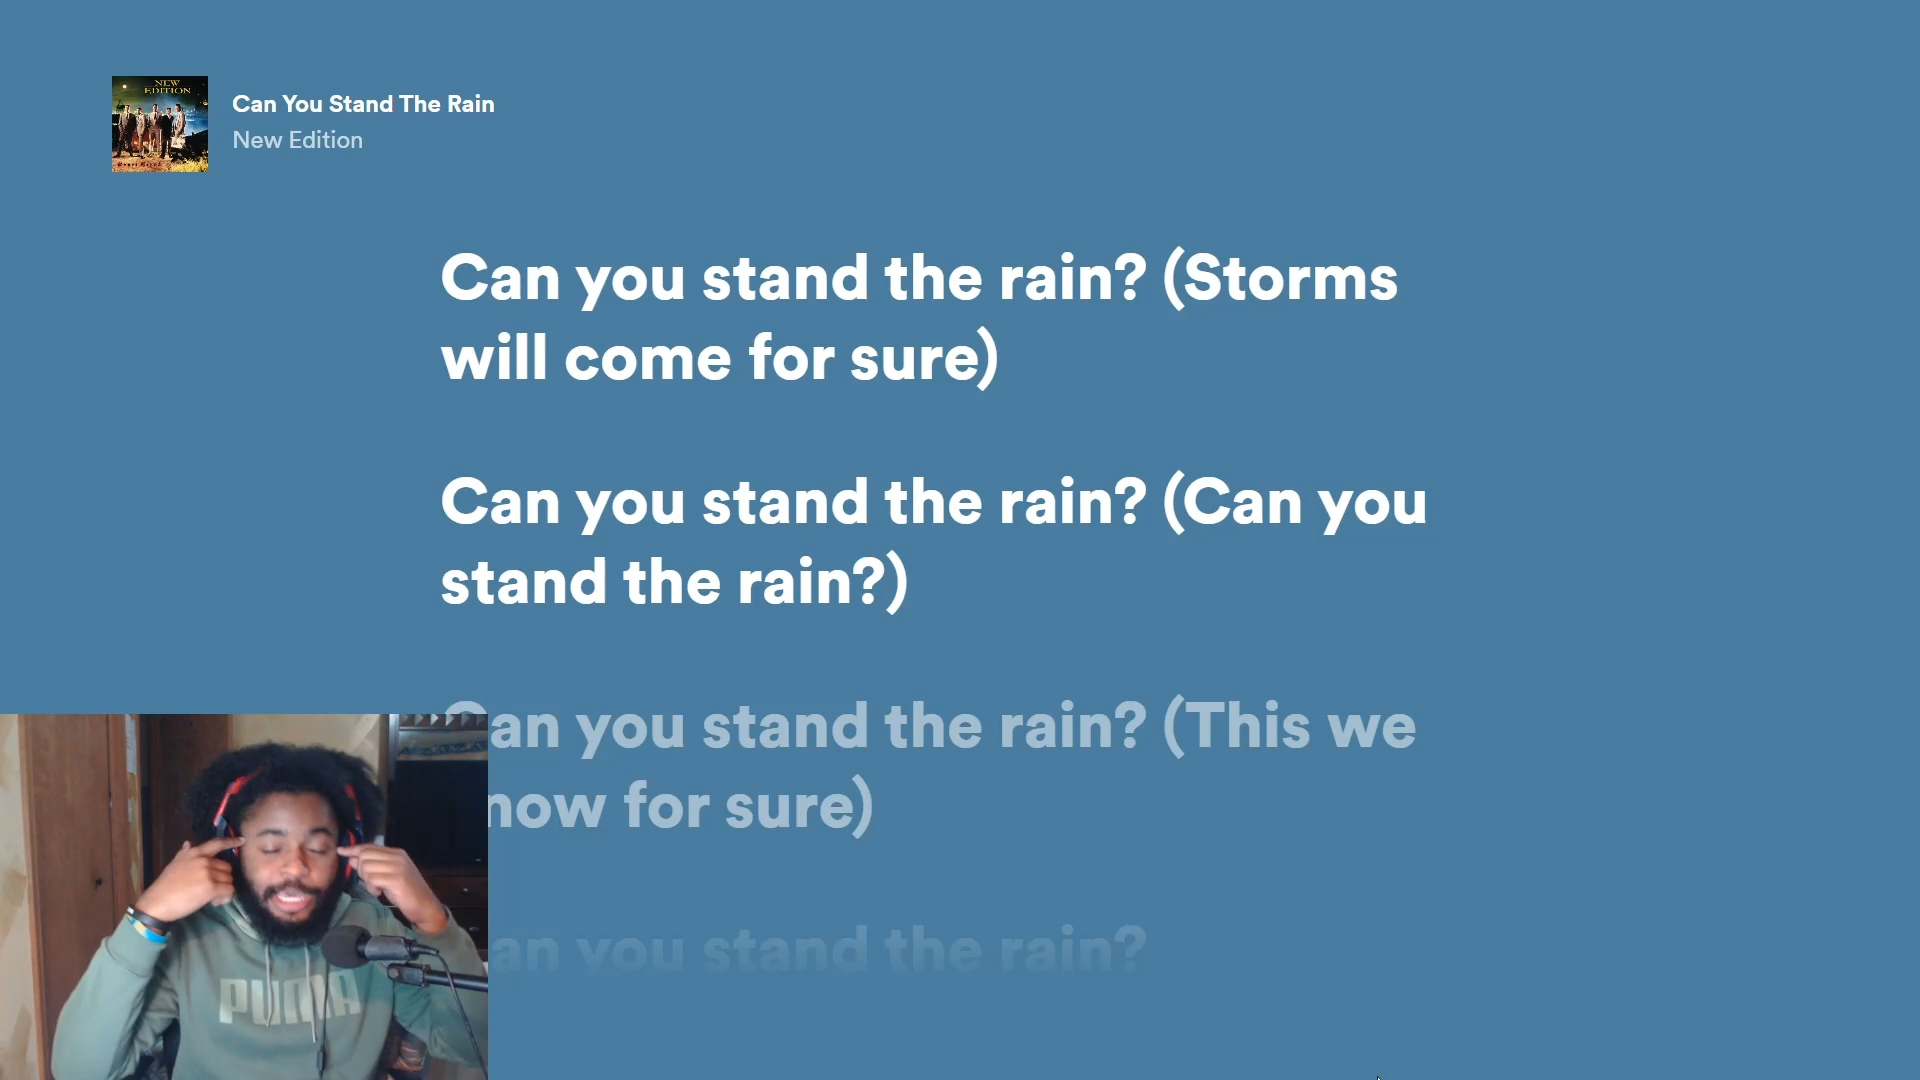 NEW
EDITION
Can You Stand The Rain
New Edition
Can you stand the rain? (Storms
will come for sure)
Can you stand the rain? (Can you
stand the rain?)
an you stand the rain? (This we
now for sure)
an you stand the rain?
PUMA